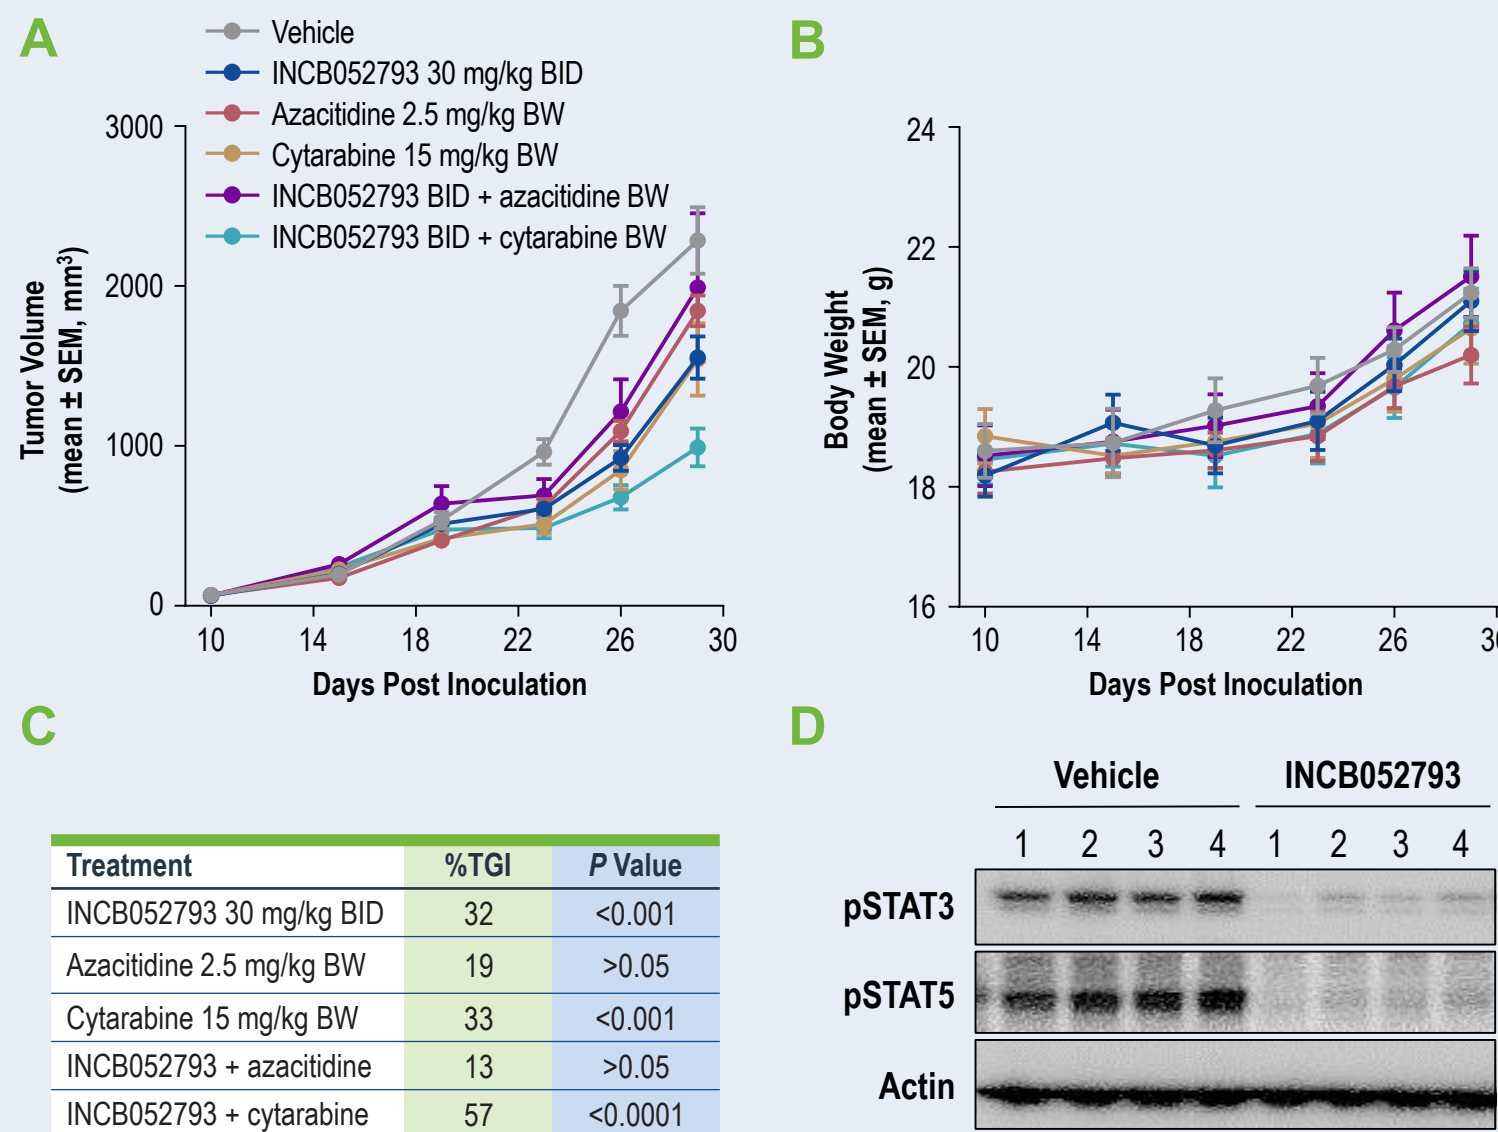 A
Vehicle
INCB052793 30 mg/kg BID
Azacitidine 2.5 mg/kg BW
Cytarabine 15 mg/kg BW
INCB052793 BID + azacitidine BW
INCB052793 BID + cytarabine BW
3000
2000
1000
0
Tumor Volume
(mean ± SEM, mm³)
10 14 18 22 26 30
Days Post Inoculation
B
24
22
20
18
16
Body Weight
(mean ± SEM, g)
10 14 18 22 26
Days Post Inoculation
C
Treatment %TGI P Value
INCB052793 30 mg/kg BID 32 <0.001
Azacitidine 2.5 mg/kg BW 19 >0.05
Cytarabine 15 mg/kg BW 33 <0.001
INCB052793 + azacitidine 13 >0.05
INCB052793 + cytarabine 57 <0.0001
D
Vehicle INCB052793
1 2 3 4 1 2 3 4
pSTAT3
pSTAT5
Actin